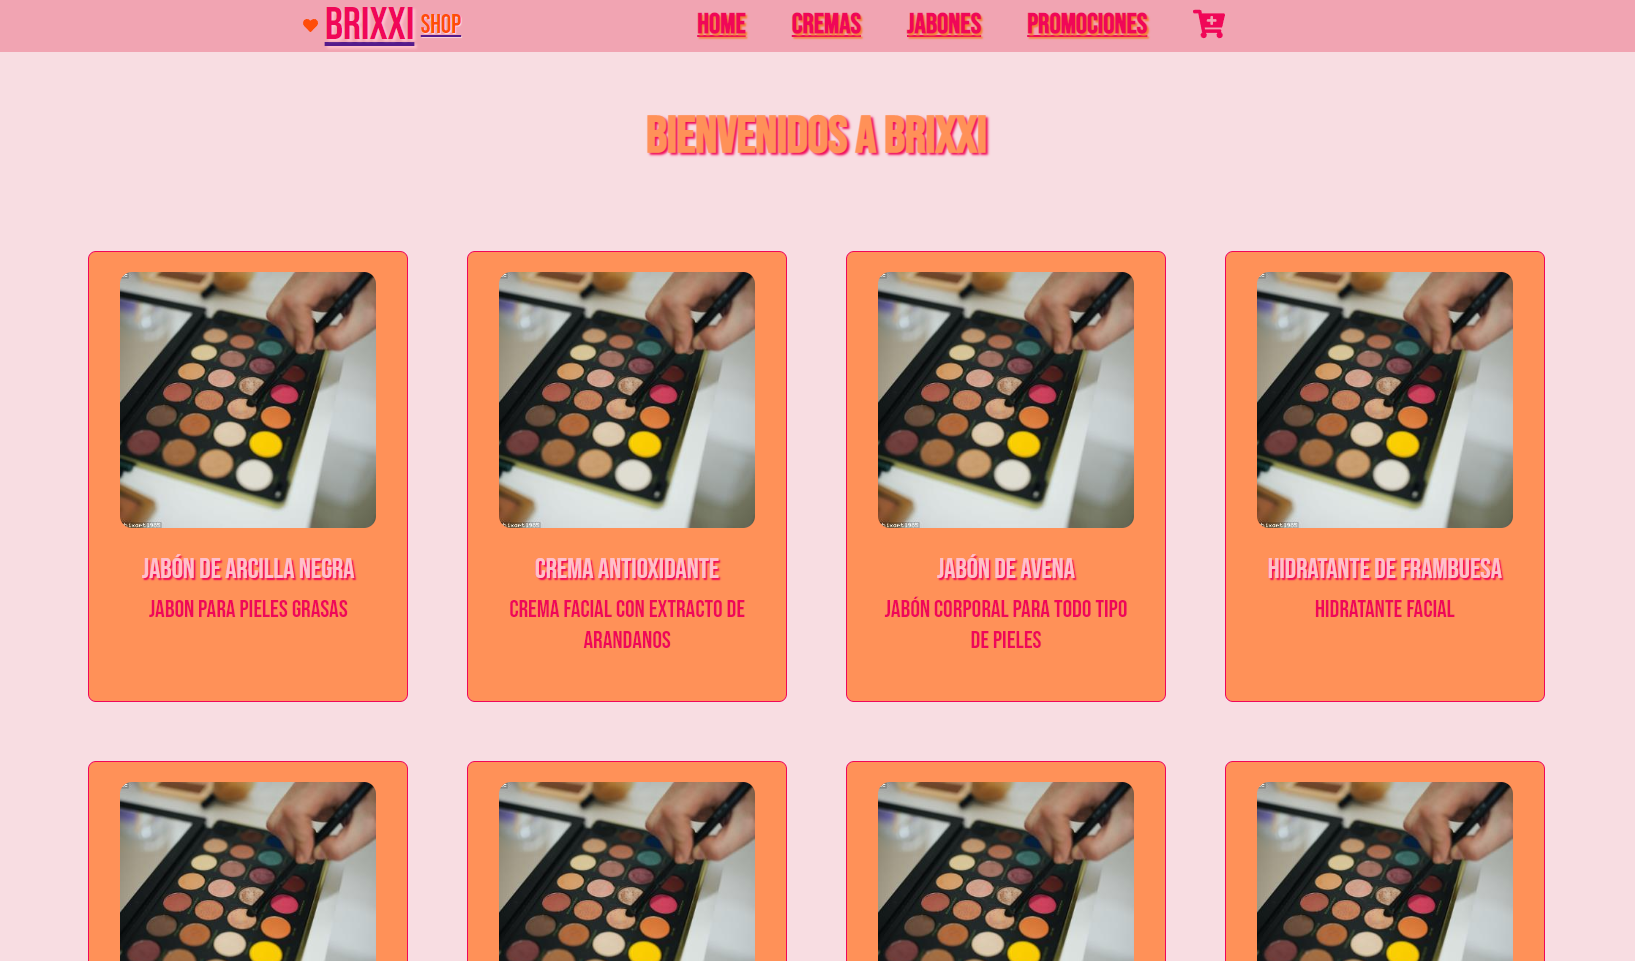 BRIXXI SHOP HOME CREMAS JABONES PROMOCIONES
BIENVENIDOS A BRIXXI
JABÓN DE ARCILLA NEGRA
JABON PARA PIELES GRASAS
CREMA ANTIOXIDANTE
CREMA FACIAL CON EXTRACTO DE
ARANDANOS
JABÓN DE AVENA
JABÓN CORPORAL PARA TODO TIPO
DE PIELES
HIDRATANTE DE FRAMBUESA
HIDRATANTE FACIAL